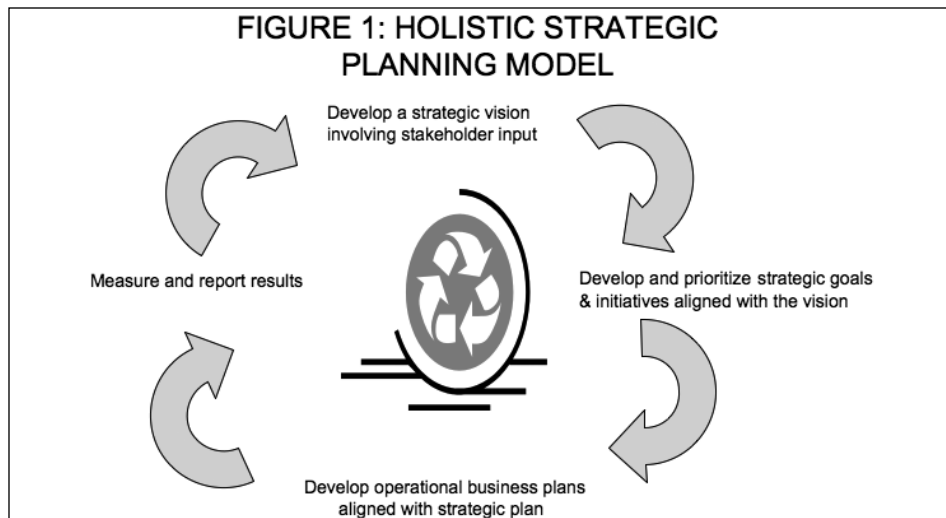 FIGURE 1: HOLISTIC STRATEGIC
PLANNING MODEL
Develop a strategic vision
involving stakeholder input
Measure and report results
Develop and prioritize strategic goals
& initiatives aligned with the vision
Develop operational business plans
aligned with strategic plan